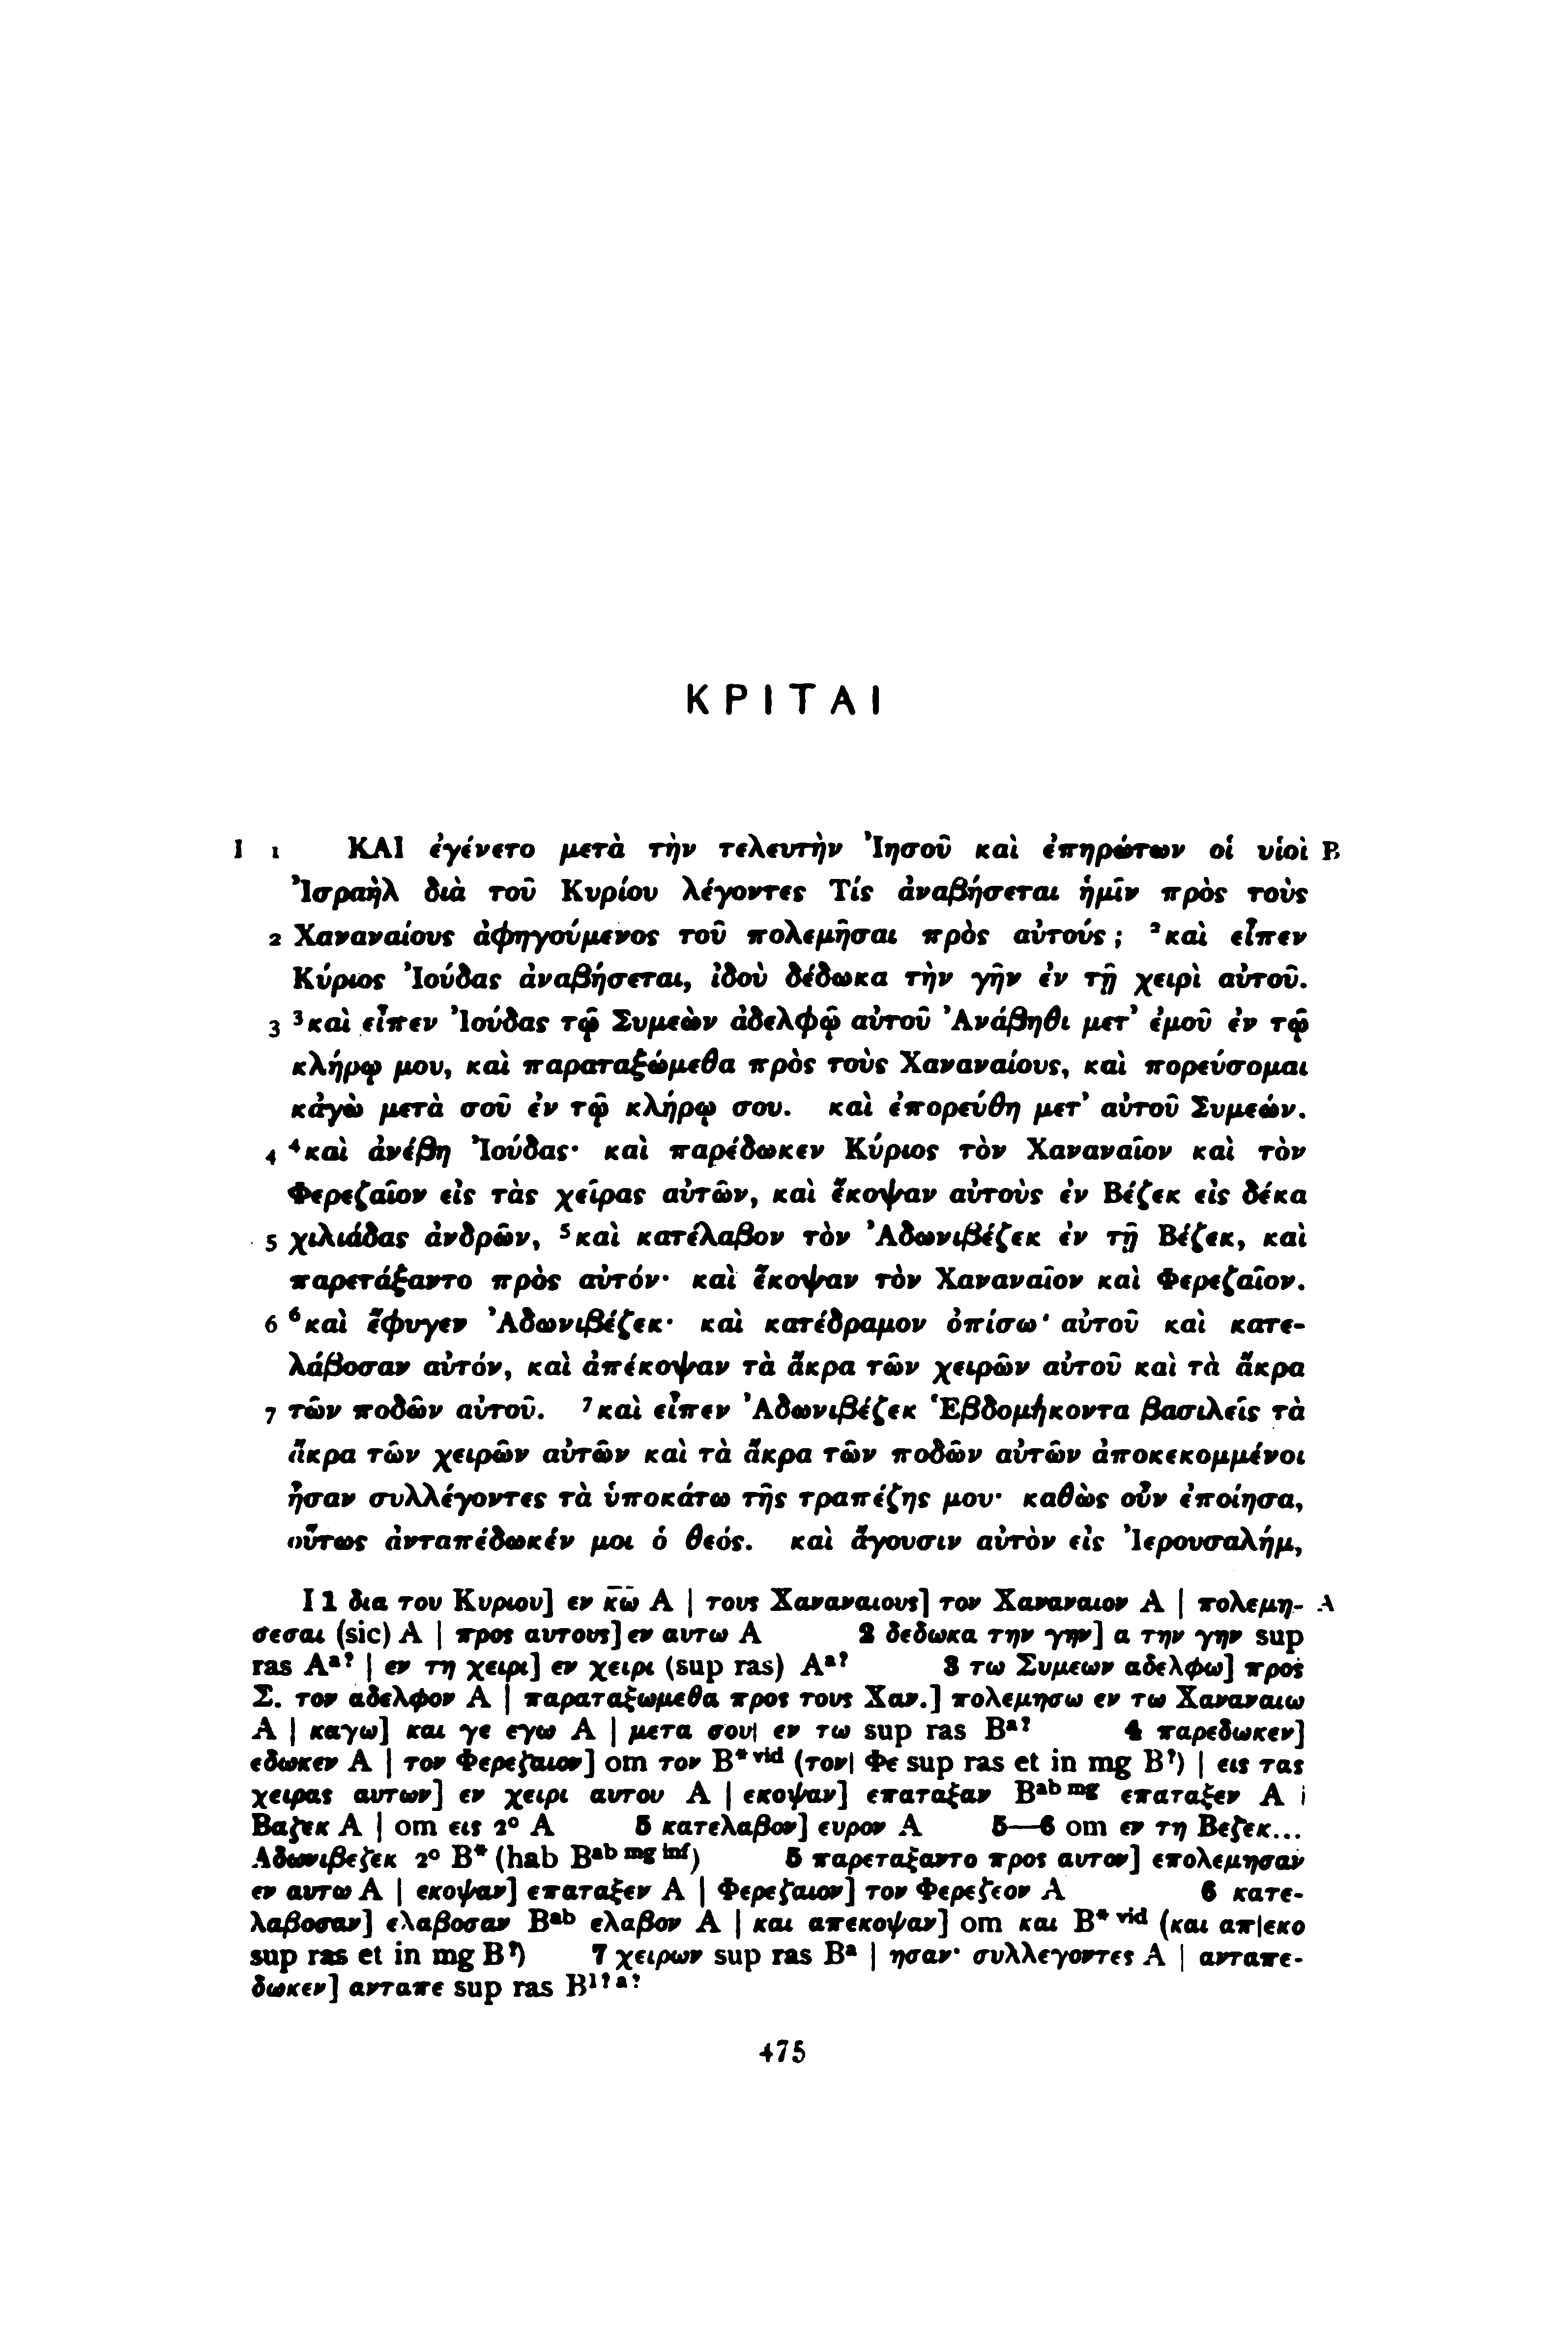 ΚΡΙΤΑΙ
I 1 ΚΑΙ ἐγένετο μετὰ τὴν τελευτὴν Ἰησοῦ καὶ ἐπηρώτων οἱ υἱοὶ B
Ἰσραὴλ διὰ τοῦ Κυρίου λέγοντες Τίς ἀναβήσεται ἡμῖν πρὸς τοὺς
2 Χαναναίους ἀφηγούμενος τοῦ πολεμῆσαι πρὸς αὐτούς; ²καὶ εἶπεν
Κύριος Ἰούδας ἀναβήσεται, ἰδοὺ δέδωκα τὴν γῆν ἐν τῇ χειρὶ αὐτοῦ.
3 ³καὶ εἶπεν Ἰούδας τῷ Συμεὼν ἀδελφῷ αὐτοῦ Ἀνάβηθι μετ’ ἐμοῦ ἐν τῷ
κλήρῳ μου, καὶ παραταξώμεθα πρὸς τοὺς Χαναναίους, καὶ πορεύσομαι
κἀγὼ μετὰ σοῦ ἐν τῷ κλήρῳ σου. καὶ ἐπορεύθη μετ’ αὐτοῦ Συμεών.
4 ⁴καὶ ἀνέβη Ἰούδας· καὶ παρέδωκεν Κύριος τὸν Χαναναῖον καὶ τὸν
Φερεζαῖον εἰς τὰς χεῖρας αὐτῶν, καὶ ἔκοψαν αὐτοὺς ἐν Βέζεκ εἰς δέκα
5 χιλιάδας ἀνδρῶν, ⁵καὶ κατέλαβον τὸν Ἀδωνιβέζεκ ἐν τῇ Βέζεκ, καὶ
παρετάξαντο πρὸς αὐτόν· καὶ ἔκοψαν τὸν Χαναναῖον καὶ Φερεζαῖον.
6 ⁶καὶ ἔφυγεν Ἀδωνιβέζεκ· καὶ κατέδραμον ὀπίσω αὐτοῦ καὶ κατε-
λάβοσαν αὐτόν, καὶ ἀπέκοψαν τὰ ἄκρα τῶν χειρῶν αὐτοῦ καὶ τὰ ἄκρα
7 τῶν ποδῶν αὐτοῦ. ⁷καὶ εἶπεν Ἀδωνιβέζεκ Ἑβδομήκοντα βασιλεῖς τὰ
ἄκρα τῶν χειρῶν αὐτῶν καὶ τὰ ἄκρα τῶν ποδῶν αὐτῶν ἀποκεκομμένοι
ἦσαν συλλέγοντες τὰ ὑποκάτω τῆς τραπέζης μου· καθὼς οὖν ἐποίησα,
οὕτως ἀνταπέδωκέν μοι ὁ θεός. καὶ ἄγουσιν αὐτὸν εἰς Ἰερουσαλήμ,
I 1 δια του Κυριου] εν κ̅ω̅ A | τους Χαναναιους] τον Χαναναιον A | πολεμη- A
σεσαι (sic) A | προς αυτους] εν αυτω A 2 δεδωκα την γην] α την γην sup
ras Aᵃ? | εν τη χειρι] εν χειρι (sup ras) Aᵃ? 3 τω Συμεων αδελφω] προς
Σ. τον αδελφον A | παραταξωμεθα προς τους Χαν.] πολεμησω εν τω Χαναναιω
A | καγω] και γε εγω A | μετα σου| εν τω sup ras Bᵃ? 4 παρεδωκεν]
εδωκεν A | τον Φερεζαιον] om τον B* ᵛⁱᵈ (τον| Φε sup ras et in mg B?) | εις τας
χειρας αυτων] εν χειρι αυτου A | εκοψαν] επαταξαν Bᵃᵇ ᵐᵍ επαταξεν A |
Βαζεκ A | om εις 2° A 5 κατελαβον] ευρον A 5—6 om εν τη Βεζεκ...
Αδωνιβεζεκ 2° B* (hab Bᵃᵇ ᵐᵍ ⁱⁿᶠ) 5 παρεταξαντο προς αυτον] επολεμησαν
εν αυτω A | εκοψαν] επαταξεν A | Φερεζαιον] τον Φερεζεον A 6 κατε-
λαβοσαν] ελαβοσαν Bᵃᵇ ελαβον A | και απεκοψαν] om και B* ᵛⁱᵈ (και απ|εκο
sup ras et in mg B?) 7 χειρων sup ras Bᵃ | ησαν· συλλεγοντες A | ανταπε-
δωκεν] ανταπε sup ras B¹?ᵃ?
475